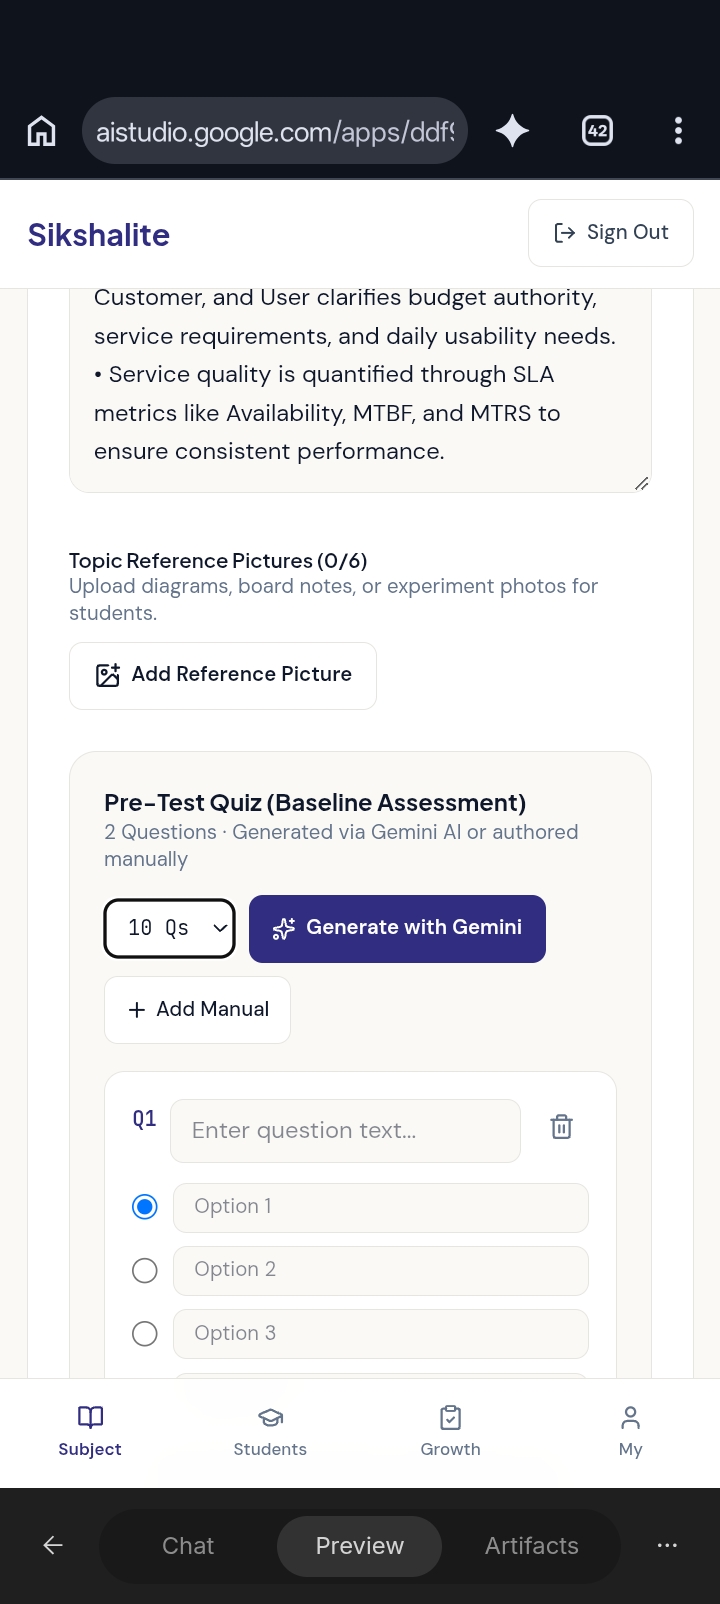 aistudio.google.com/apps/ddf
42
Sikshalite
Sign Out
Customer, and User clarifies budget authority,
service requirements, and daily usability needs.
• Service quality is quantified through SLA
metrics like Availability, MTBF, and MTRS to
ensure consistent performance.
Topic Reference Pictures (0/6)
Upload diagrams, board notes, or experiment photos for
students.
Add Reference Picture
Pre-Test Quiz (Baseline Assessment)
2 Questions · Generated via Gemini AI or authored
manually
10 Qs
Generate with Gemini
+ Add Manual
Q1
Enter question text...
Option 1
Option 2
Option 3
Subject
Students
Growth
My
Chat
Preview
Artifacts